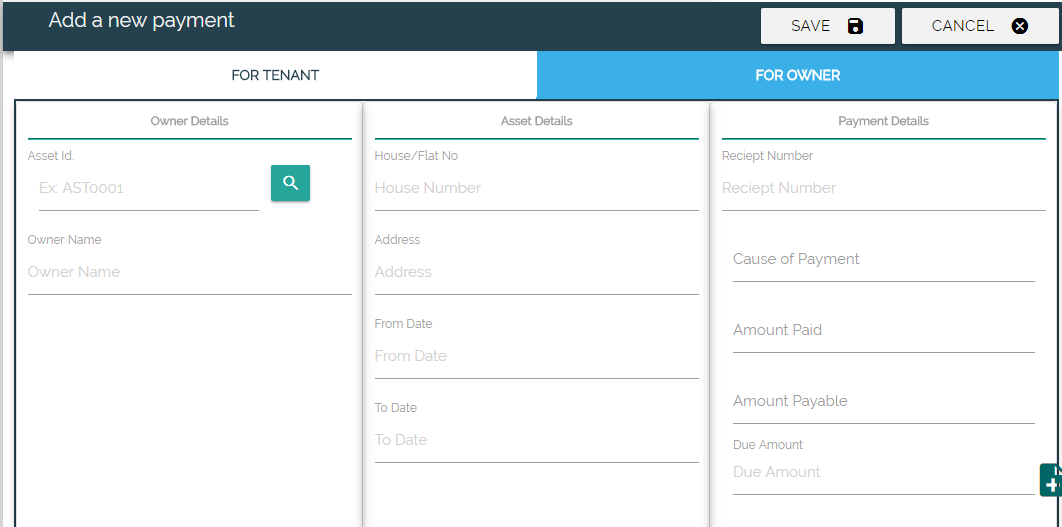 Add a new payment
SAVE
CANCEL
FOR TENANT
FOR OWNER
Owner Details
Asset Id.
Ex: AST0001
Owner Name
Owner Name
Asset Details
House/Flat No
House Number
Address
Address
From Date
From Date
To Date
To Date
Payment Details
Reciept Number
Reciept Number
Cause of Payment
Amount Paid
Amount Payable
Due Amount
Due Amount